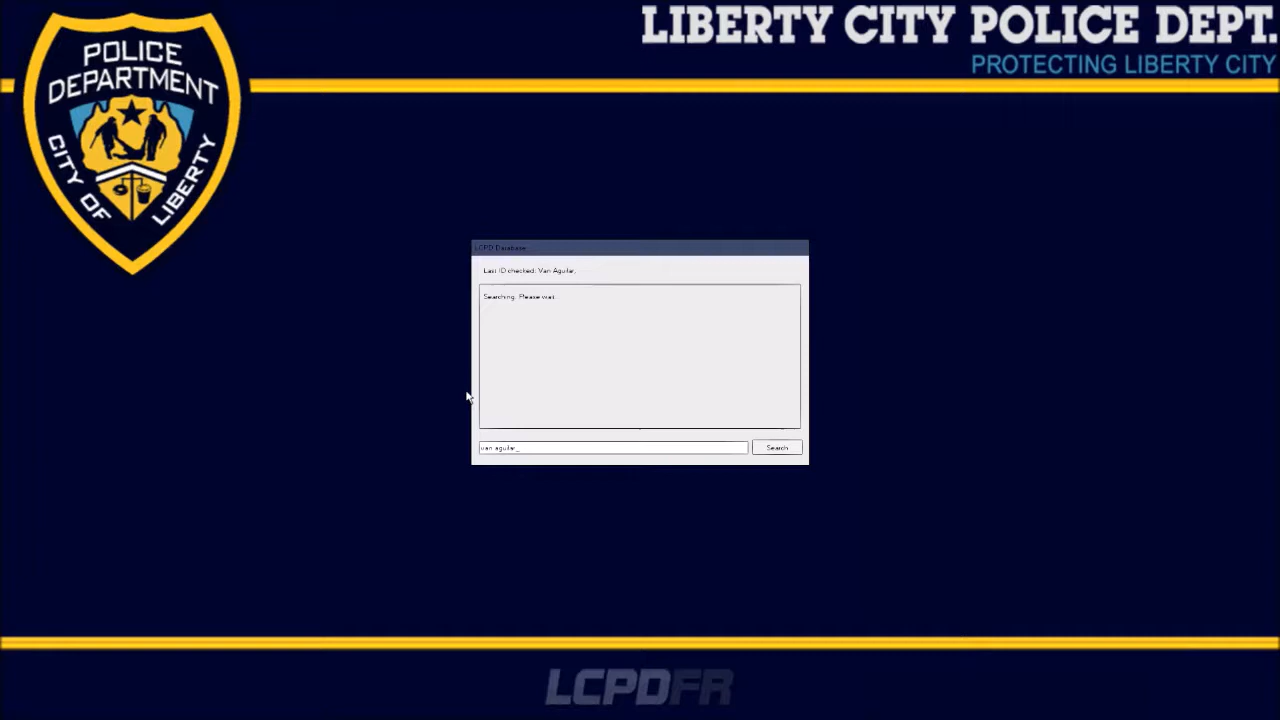 POLICE
DEPARTMENT
CITY OF LIBERTY
LIBERTY CITY POLICE DEPT.
PROTECTING LIBERTY CITY
LCPD Database
Last ID checked: Van Aguilar,
Searching. Please wait
van aguilar_
Search
LCPDFR